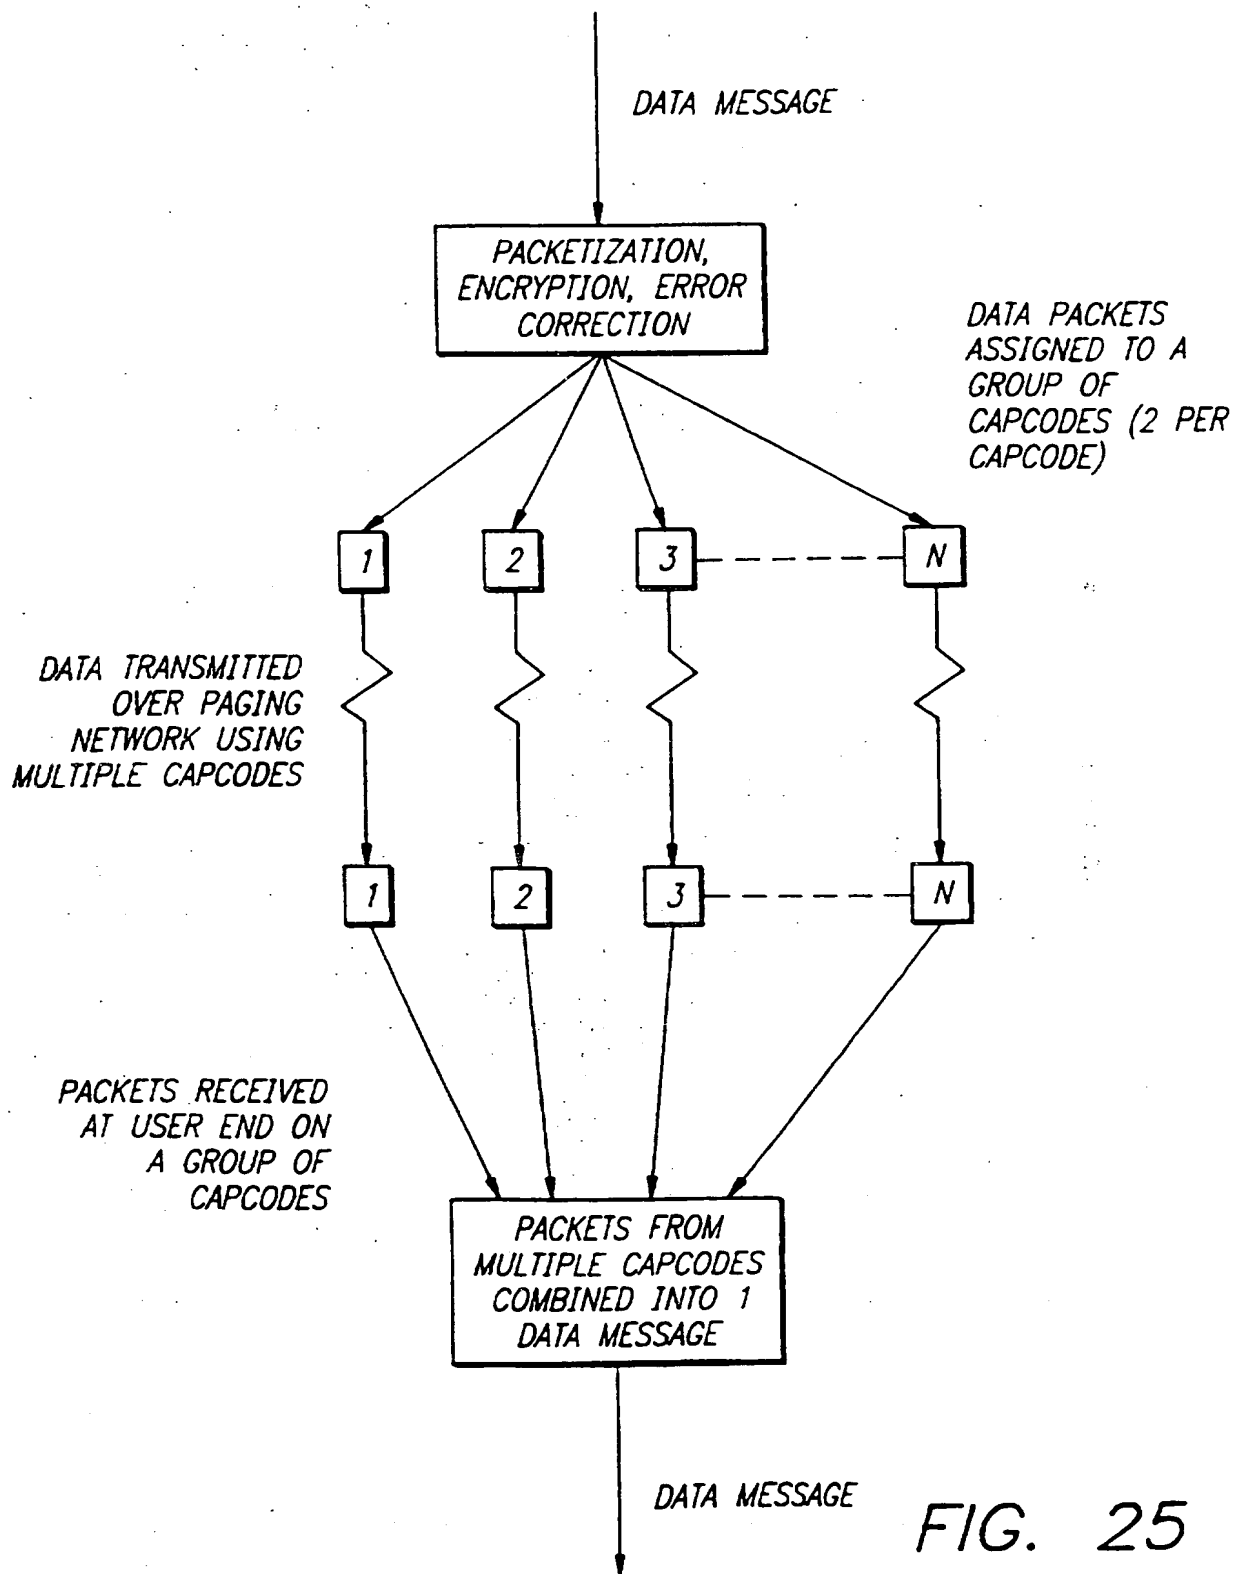 DATA MESSAGE
PACKETIZATION,
ENCRYPTION, ERROR
CORRECTION
DATA PACKETS
ASSIGNED TO A
GROUP OF
CAPCODES (2 PER
CAPCODE)
1
2
3
N
DATA TRANSMITTED
OVER PAGING
NETWORK USING
MULTIPLE CAPCODES
1
2
3
N
PACKETS RECEIVED
AT USER END ON
A GROUP OF
CAPCODES
PACKETS FROM
MULTIPLE CAPCODES
COMBINED INTO 1
DATA MESSAGE
DATA MESSAGE
FIG. 25